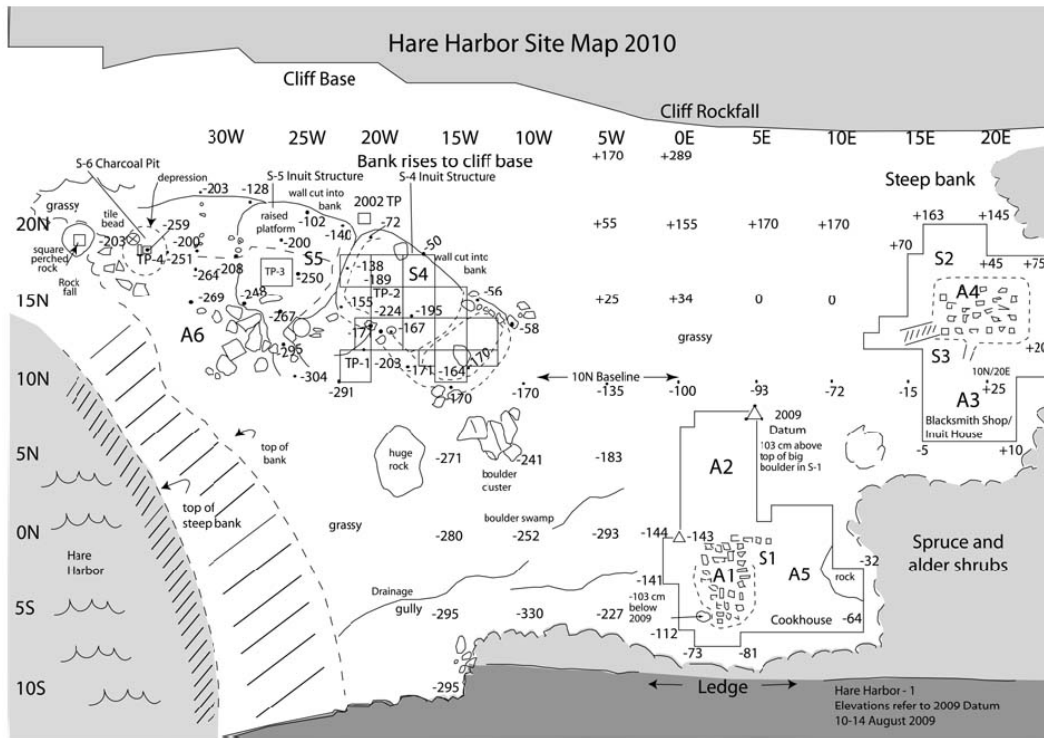 Hare Harbor Site Map 2010
Cliff Base
Cliff Rockfall
30W 25W 20W 15W 10W 5W 0E 5E 10E 15E 20E
Bank rises to cliff base
+170 +289
S-6 Charcoal Pit
depression
S-5 Inuit Structure
S-4 Inuit Structure
Steep bank
grassy
-203 -128
wall cut into
bank
2002 TP
raised
platform
-102
-140
-72
20N
tile
bead
-259
-203
-200
-200
-50
+55 +155 +170 +170
+163 +145
square
perched
rock
TP-4
-251
-208
S5
-138
-189
S4
wall cut into
bank
+70
S2
+45 +75
Rock
fall
-264
TP-3
-250
TP-2
15N
-269
-248
-155
-224
-195
-56
+25 +34 0 0
A4
A6
-267
-171
-167
-58
grassy
-295
TP-1
-203
-171
-164
-170
S3
+20
10N
-304
-291
-170
-170
10N Baseline
-135 -100 -93 -72 -15
10N/20E
+25
A3
Blacksmith Shop/
Inuit House
-5 +10
2009
Datum
103 cm above
top of big
boulder in S-1
5N
top of
bank
huge
rock
-271
-241
-183
A2
boulder
custer
top of
steep bank
boulder swamp
0N
grassy
-280 -252 -293 -144 -143
Hare
Harbor
S1
A1
A5
rock
-32
Spruce and
alder shrubs
-141
-103 cm
below
2009
Drainage
gully
5S
-295 -330 -227
Cookhouse
-64
-112
-73 -81
10S
-295
Ledge
Hare Harbor - 1
Elevations refer to 2009 Datum
10-14 August 2009